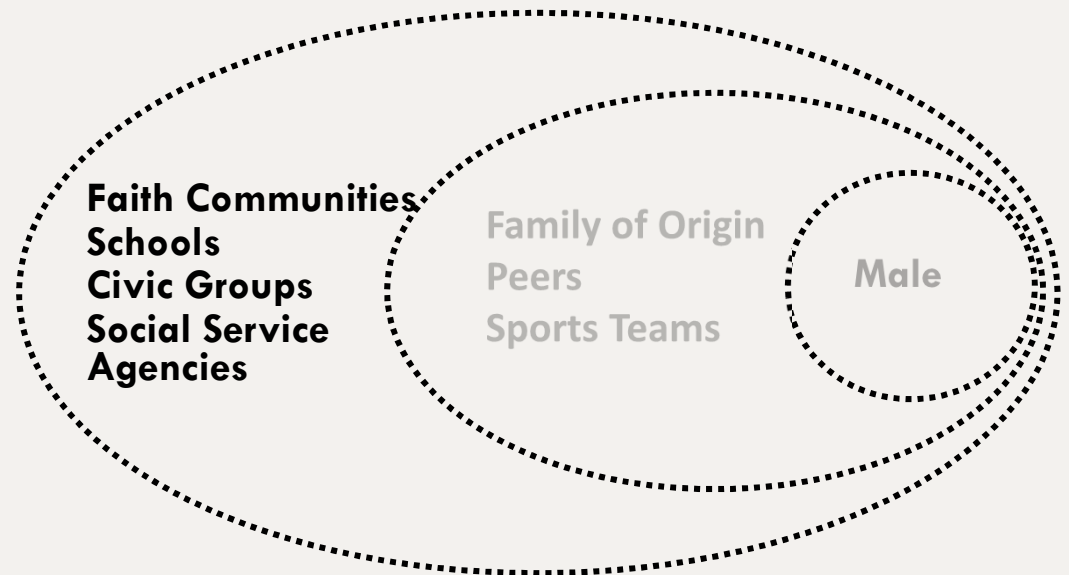 Faith Communities
Schools
Civic Groups
Social Service
Agencies
Family of Origin
Peers
Sports Teams
Male